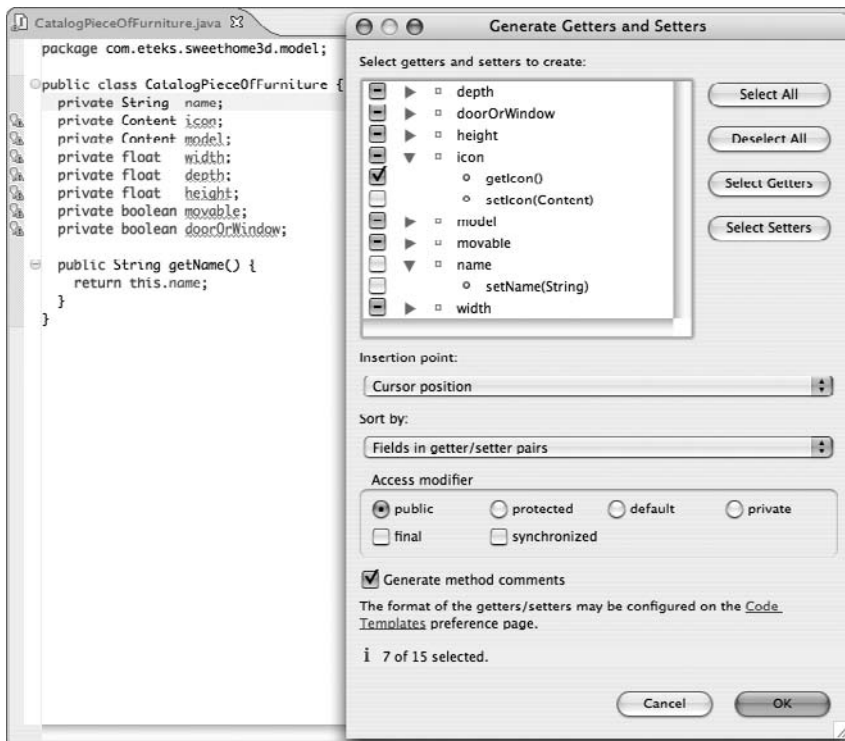 CatalogPieceOfFurniture.java
package com.eteks.sweethome3d.model;
public class CatalogPieceOfFurniture {
private String name;
private Content icon;
private Content model;
private float width;
private float depth;
private float height;
private boolean movable;
private boolean doorOrWindow;
public String getName() {
return this.name;
}
}
Generate Getters and Setters
Select getters and setters to create:
depth
doorOrWindow
height
icon
getIcon()
setIcon(Content)
model
movable
name
setName(String)
width
Select All
Deselect All
Select Getters
Select Setters
Insertion point:
Cursor position
Sort by:
Fields in getter/setter pairs
Access modifier
public protected default private
final synchronized
Generate method comments
The format of the getters/setters may be configured on the Code
Templates preference page.
i 7 of 15 selected.
Cancel OK